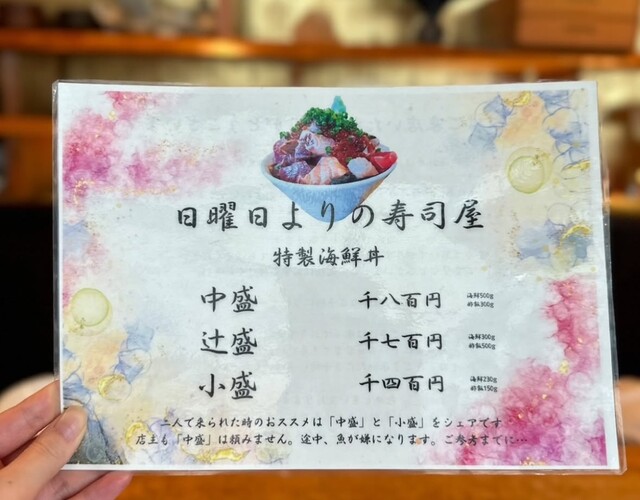 日曜日よりの寿司屋
特製海鮮丼
中盛 千八百円 海鮮500g
酢飯300g
辻盛 千七百円 海鮮300g
酢飯500g
小盛 千四百円 海鮮230g
酢飯150g
二人で来られた時のおススメは「中盛」と「小盛」をシェアです
店主も「中盛」は頼みません。途中、魚が嫌になります。ご参考までに…